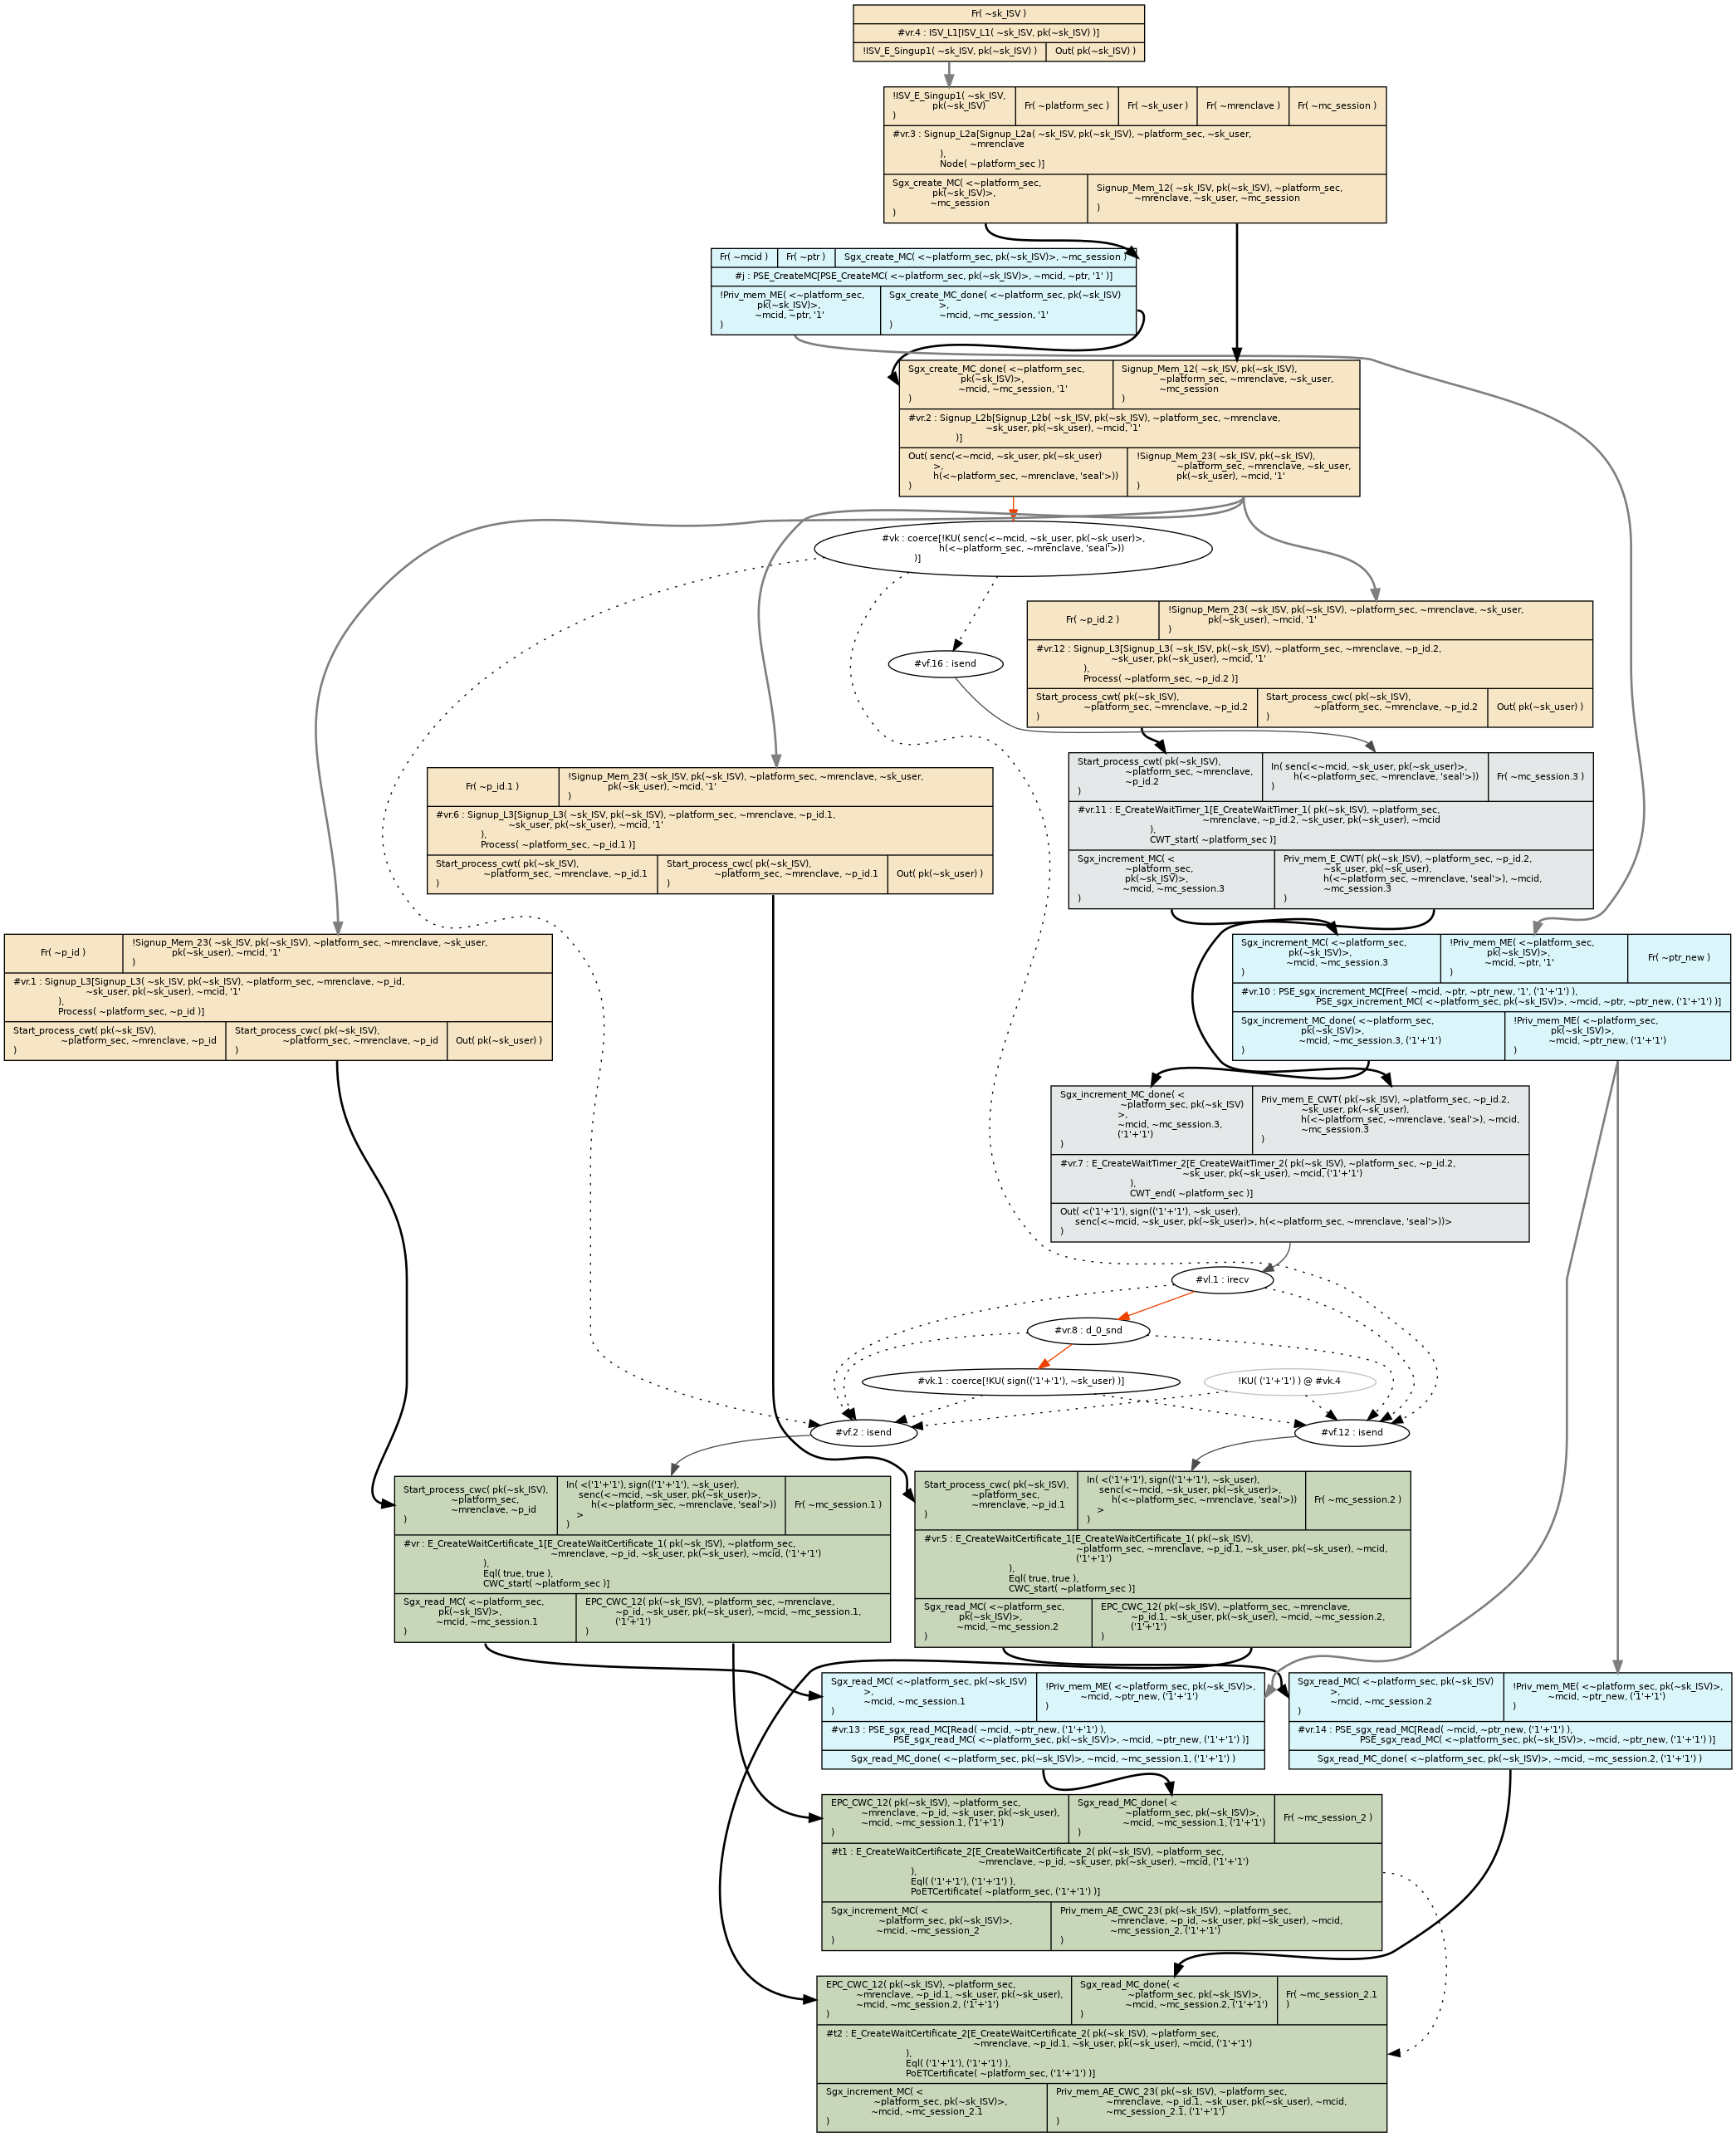 Fr( ~sk_ISV )
#vr.4 : ISV_L1[ISV_L1( ~sk_ISV, pk(~sk_ISV) )]
!ISV_E_Singup1( ~sk_ISV, pk(~sk_ISV) )
Out( pk(~sk_ISV) )
!ISV_E_Singup1( ~sk_ISV,
pk(~sk_ISV)
)
Fr( ~platform_sec )
Fr( ~sk_user )
Fr( ~mrenclave )
Fr( ~mc_session )
#vr.3 : Signup_L2a[Signup_L2a( ~sk_ISV, pk(~sk_ISV), ~platform_sec, ~sk_user,
~mrenclave
),
Node( ~platform_sec )]
Sgx_create_MC( <~platform_sec,
pk(~sk_ISV)>,
~mc_session
)
Signup_Mem_12( ~sk_ISV, pk(~sk_ISV), ~platform_sec,
~mrenclave, ~sk_user, ~mc_session
)
Fr( ~mcid )
Fr( ~ptr )
Sgx_create_MC( <~platform_sec, pk(~sk_ISV)>, ~mc_session )
#j : PSE_CreateMC[PSE_CreateMC( <~platform_sec, pk(~sk_ISV)>, ~mcid, ~ptr, '1' )]
!Priv_mem_ME( <~platform_sec,
pk(~sk_ISV)>,
~mcid, ~ptr, '1'
)
Sgx_create_MC_done( <~platform_sec, pk(~sk_ISV)
>,
~mcid, ~mc_session, '1'
)
Sgx_create_MC_done( <~platform_sec,
pk(~sk_ISV)>,
~mcid, ~mc_session, '1'
)
Signup_Mem_12( ~sk_ISV, pk(~sk_ISV),
~platform_sec, ~mrenclave, ~sk_user,
~mc_session
)
#vr.2 : Signup_L2b[Signup_L2b( ~sk_ISV, pk(~sk_ISV), ~platform_sec, ~mrenclave,
~sk_user, pk(~sk_user), ~mcid, '1'
)]
Out( senc(<~mcid, ~sk_user, pk(~sk_user)
>,
h(<~platform_sec, ~mrenclave, 'seal'>))
)
!Signup_Mem_23( ~sk_ISV, pk(~sk_ISV),
~platform_sec, ~mrenclave, ~sk_user,
pk(~sk_user), ~mcid, '1'
)
#vk : coerce[!KU( senc(<~mcid, ~sk_user, pk(~sk_user)>,
h(<~platform_sec, ~mrenclave, 'seal'>))
)]
#vf.16 : isend
Fr( ~p_id.2 )
!Signup_Mem_23( ~sk_ISV, pk(~sk_ISV), ~platform_sec, ~mrenclave, ~sk_user,
pk(~sk_user), ~mcid, '1'
)
#vr.12 : Signup_L3[Signup_L3( ~sk_ISV, pk(~sk_ISV), ~platform_sec, ~mrenclave, ~p_id.2,
~sk_user, pk(~sk_user), ~mcid, '1'
),
Process( ~platform_sec, ~p_id.2 )]
Start_process_cwt( pk(~sk_ISV),
~platform_sec, ~mrenclave, ~p_id.2
)
Start_process_cwc( pk(~sk_ISV),
~platform_sec, ~mrenclave, ~p_id.2
)
Out( pk(~sk_user) )
Start_process_cwt( pk(~sk_ISV),
~platform_sec, ~mrenclave,
~p_id.2
)
In( senc(<~mcid, ~sk_user, pk(~sk_user)>,
h(<~platform_sec, ~mrenclave, 'seal'>))
)
Fr( ~mc_session.3 )
#vr.11 : E_CreateWaitTimer_1[E_CreateWaitTimer_1( pk(~sk_ISV), ~platform_sec,
~mrenclave, ~p_id.2, ~sk_user, pk(~sk_user), ~mcid
),
CWT_start( ~platform_sec )]
Sgx_increment_MC( <
~platform_sec,
pk(~sk_ISV)>,
~mcid, ~mc_session.3
)
Priv_mem_E_CWT( pk(~sk_ISV), ~platform_sec, ~p_id.2,
~sk_user, pk(~sk_user),
h(<~platform_sec, ~mrenclave, 'seal'>), ~mcid,
~mc_session.3
)
Fr( ~p_id.1 )
!Signup_Mem_23( ~sk_ISV, pk(~sk_ISV), ~platform_sec, ~mrenclave, ~sk_user,
pk(~sk_user), ~mcid, '1'
)
#vr.6 : Signup_L3[Signup_L3( ~sk_ISV, pk(~sk_ISV), ~platform_sec, ~mrenclave, ~p_id.1,
~sk_user, pk(~sk_user), ~mcid, '1'
),
Process( ~platform_sec, ~p_id.1 )]
Start_process_cwt( pk(~sk_ISV),
~platform_sec, ~mrenclave, ~p_id.1
)
Start_process_cwc( pk(~sk_ISV),
~platform_sec, ~mrenclave, ~p_id.1
)
Out( pk(~sk_user) )
Fr( ~p_id )
!Signup_Mem_23( ~sk_ISV, pk(~sk_ISV), ~platform_sec, ~mrenclave, ~sk_user,
pk(~sk_user), ~mcid, '1'
)
#vr.1 : Signup_L3[Signup_L3( ~sk_ISV, pk(~sk_ISV), ~platform_sec, ~mrenclave, ~p_id,
~sk_user, pk(~sk_user), ~mcid, '1'
),
Process( ~platform_sec, ~p_id )]
Start_process_cwt( pk(~sk_ISV),
~platform_sec, ~mrenclave, ~p_id
)
Start_process_cwc( pk(~sk_ISV),
~platform_sec, ~mrenclave, ~p_id
)
Out( pk(~sk_user) )
Sgx_increment_MC( <~platform_sec,
pk(~sk_ISV)>,
~mcid, ~mc_session.3
)
!Priv_mem_ME( <~platform_sec,
pk(~sk_ISV)>,
~mcid, ~ptr, '1'
)
Fr( ~ptr_new )
#vr.10 : PSE_sgx_increment_MC[Free( ~mcid, ~ptr, ~ptr_new, '1', ('1'+'1') ),
PSE_sgx_increment_MC( <~platform_sec, pk(~sk_ISV)>, ~mcid, ~ptr, ~ptr_new, ('1'+'1') )]
Sgx_increment_MC_done( <~platform_sec,
pk(~sk_ISV)>,
~mcid, ~mc_session.3, ('1'+'1')
)
!Priv_mem_ME( <~platform_sec,
pk(~sk_ISV)>,
~mcid, ~ptr_new, ('1'+'1')
)
Sgx_increment_MC_done( <
~platform_sec, pk(~sk_ISV)
>,
~mcid, ~mc_session.3,
('1'+'1')
)
Priv_mem_E_CWT( pk(~sk_ISV), ~platform_sec, ~p_id.2,
~sk_user, pk(~sk_user),
h(<~platform_sec, ~mrenclave, 'seal'>), ~mcid,
~mc_session.3
)
#vr.7 : E_CreateWaitTimer_2[E_CreateWaitTimer_2( pk(~sk_ISV), ~platform_sec, ~p_id.2,
~sk_user, pk(~sk_user), ~mcid, ('1'+'1')
),
CWT_end( ~platform_sec )]
Out( <('1'+'1'), sign(('1'+'1'), ~sk_user),
senc(<~mcid, ~sk_user, pk(~sk_user)>, h(<~platform_sec, ~mrenclave, 'seal'>))>
)
#vl.1 : irecv
#vr.8 : d_0_snd
#vk.1 : coerce[!KU( sign(('1'+'1'), ~sk_user) )]
!KU( ('1'+'1') ) @ #vk.4
#vf.2 : isend
#vf.12 : isend
Start_process_cwc( pk(~sk_ISV),
~platform_sec,
~mrenclave, ~p_id
)
In( <('1'+'1'), sign(('1'+'1'), ~sk_user),
senc(<~mcid, ~sk_user, pk(~sk_user)>,
h(<~platform_sec, ~mrenclave, 'seal'>))
>
)
Fr( ~mc_session.1 )
#vr : E_CreateWaitCertificate_1[E_CreateWaitCertificate_1( pk(~sk_ISV), ~platform_sec,
~mrenclave, ~p_id, ~sk_user, pk(~sk_user), ~mcid, ('1'+'1')
),
Eql( true, true ),
CWC_start( ~platform_sec )]
Sgx_read_MC( <~platform_sec,
pk(~sk_ISV)>,
~mcid, ~mc_session.1
)
EPC_CWC_12( pk(~sk_ISV), ~platform_sec, ~mrenclave,
~p_id, ~sk_user, pk(~sk_user), ~mcid, ~mc_session.1,
('1'+'1')
)
Start_process_cwc( pk(~sk_ISV),
~platform_sec,
~mrenclave, ~p_id.1
)
In( <('1'+'1'), sign(('1'+'1'), ~sk_user),
senc(<~mcid, ~sk_user, pk(~sk_user)>,
h(<~platform_sec, ~mrenclave, 'seal'>))
>
)
Fr( ~mc_session.2 )
#vr.5 : E_CreateWaitCertificate_1[E_CreateWaitCertificate_1( pk(~sk_ISV),
~platform_sec, ~mrenclave, ~p_id.1, ~sk_user, pk(~sk_user), ~mcid,
('1'+'1')
),
Eql( true, true ),
CWC_start( ~platform_sec )]
Sgx_read_MC( <~platform_sec,
pk(~sk_ISV)>,
~mcid, ~mc_session.2
)
EPC_CWC_12( pk(~sk_ISV), ~platform_sec, ~mrenclave,
~p_id.1, ~sk_user, pk(~sk_user), ~mcid, ~mc_session.2,
('1'+'1')
)
Sgx_read_MC( <~platform_sec, pk(~sk_ISV)
>,
~mcid, ~mc_session.1
)
!Priv_mem_ME( <~platform_sec, pk(~sk_ISV)>,
~mcid, ~ptr_new, ('1'+'1')
)
#vr.13 : PSE_sgx_read_MC[Read( ~mcid, ~ptr_new, ('1'+'1') ),
PSE_sgx_read_MC( <~platform_sec, pk(~sk_ISV)>, ~mcid, ~ptr_new, ('1'+'1') )]
Sgx_read_MC_done( <~platform_sec, pk(~sk_ISV)>, ~mcid, ~mc_session.1, ('1'+'1') )
Sgx_read_MC( <~platform_sec, pk(~sk_ISV)
>,
~mcid, ~mc_session.2
)
!Priv_mem_ME( <~platform_sec, pk(~sk_ISV)>,
~mcid, ~ptr_new, ('1'+'1')
)
#vr.14 : PSE_sgx_read_MC[Read( ~mcid, ~ptr_new, ('1'+'1') ),
PSE_sgx_read_MC( <~platform_sec, pk(~sk_ISV)>, ~mcid, ~ptr_new, ('1'+'1') )]
Sgx_read_MC_done( <~platform_sec, pk(~sk_ISV)>, ~mcid, ~mc_session.2, ('1'+'1') )
EPC_CWC_12( pk(~sk_ISV), ~platform_sec,
~mrenclave, ~p_id, ~sk_user, pk(~sk_user),
~mcid, ~mc_session.1, ('1'+'1')
)
Sgx_read_MC_done( <
~platform_sec, pk(~sk_ISV)>,
~mcid, ~mc_session.1, ('1'+'1')
)
Fr( ~mc_session_2 )
#t1 : E_CreateWaitCertificate_2[E_CreateWaitCertificate_2( pk(~sk_ISV), ~platform_sec,
~mrenclave, ~p_id, ~sk_user, pk(~sk_user), ~mcid, ('1'+'1')
),
Eql( ('1'+'1'), ('1'+'1') ),
PoETCertificate( ~platform_sec, ('1'+'1') )]
Sgx_increment_MC( <
~platform_sec, pk(~sk_ISV)>,
~mcid, ~mc_session_2
)
Priv_mem_AE_CWC_23( pk(~sk_ISV), ~platform_sec,
~mrenclave, ~p_id, ~sk_user, pk(~sk_user), ~mcid,
~mc_session_2, ('1'+'1')
)
EPC_CWC_12( pk(~sk_ISV), ~platform_sec,
~mrenclave, ~p_id.1, ~sk_user, pk(~sk_user),
~mcid, ~mc_session.2, ('1'+'1')
)
Sgx_read_MC_done( <
~platform_sec, pk(~sk_ISV)>,
~mcid, ~mc_session.2, ('1'+'1')
)
Fr( ~mc_session_2.1
)
#t2 : E_CreateWaitCertificate_2[E_CreateWaitCertificate_2( pk(~sk_ISV), ~platform_sec,
~mrenclave, ~p_id.1, ~sk_user, pk(~sk_user), ~mcid, ('1'+'1')
),
Eql( ('1'+'1'), ('1'+'1') ),
PoETCertificate( ~platform_sec, ('1'+'1') )]
Sgx_increment_MC( <
~platform_sec, pk(~sk_ISV)>,
~mcid, ~mc_session_2.1
)
Priv_mem_AE_CWC_23( pk(~sk_ISV), ~platform_sec,
~mrenclave, ~p_id.1, ~sk_user, pk(~sk_user), ~mcid,
~mc_session_2.1, ('1'+'1')
)